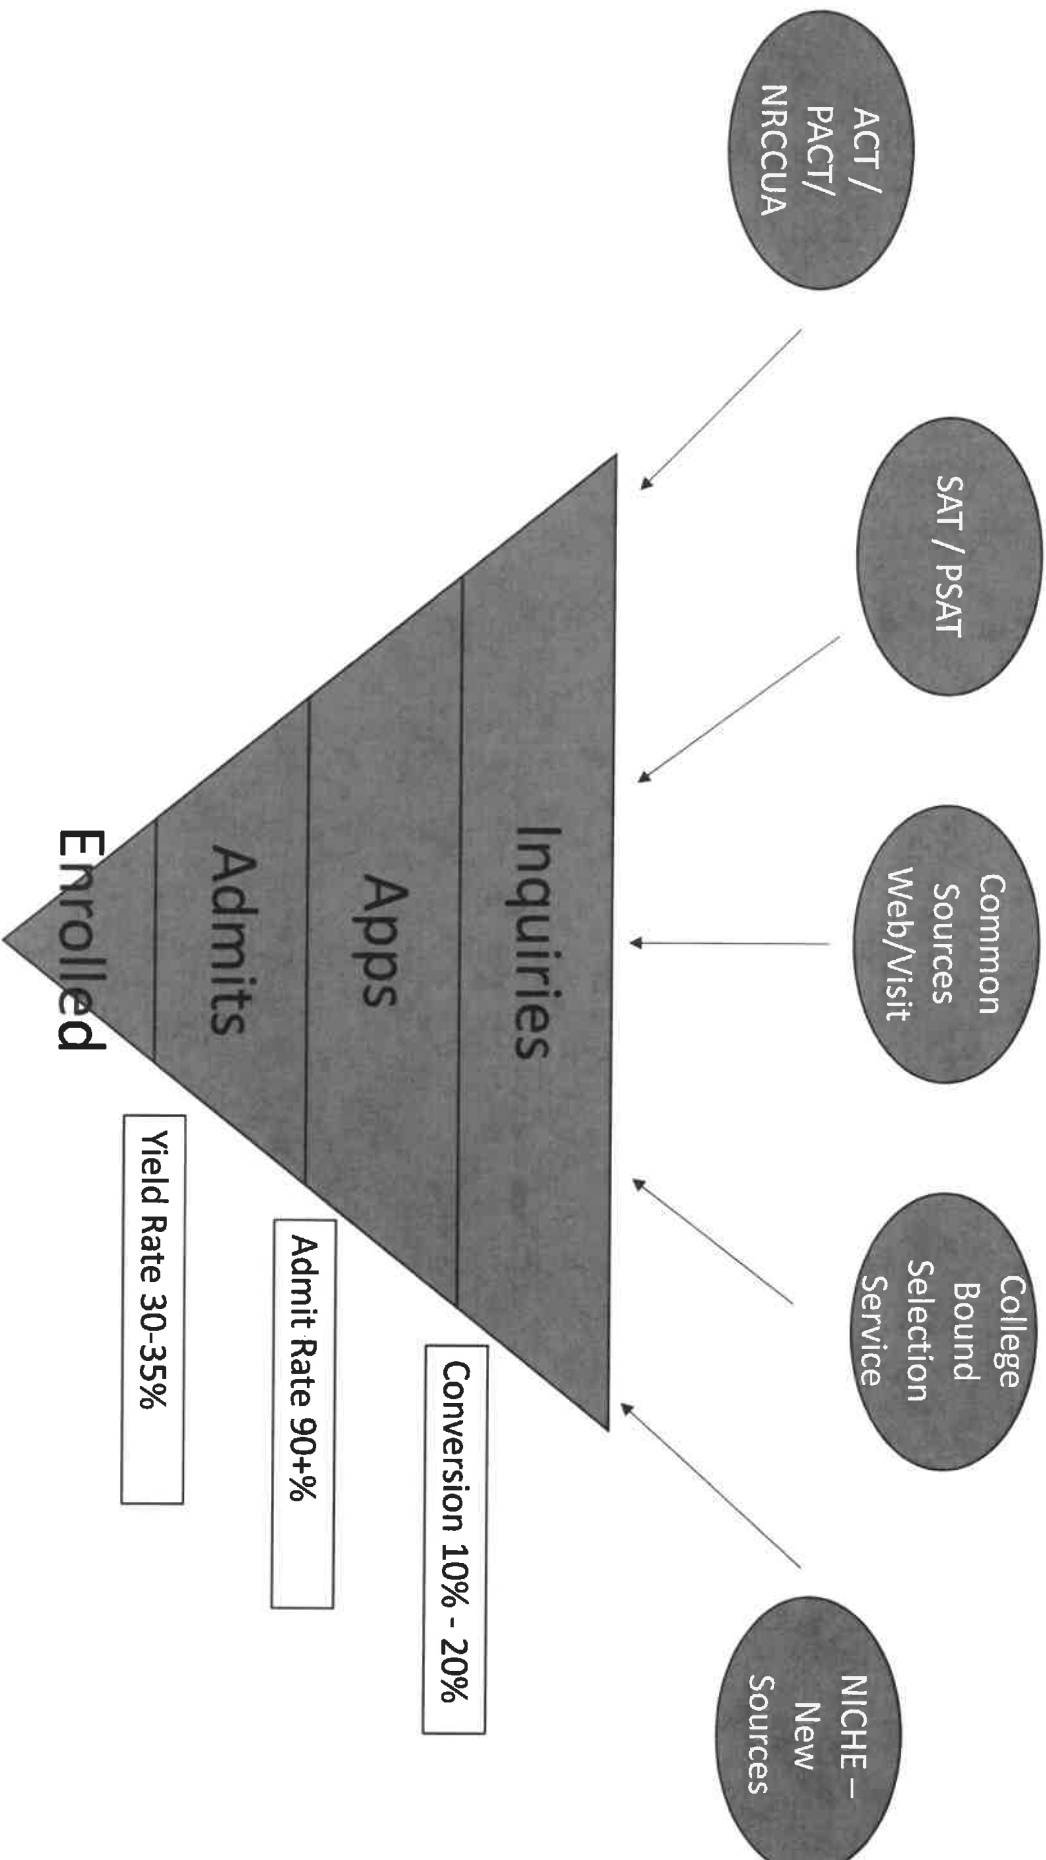 ACT /
PACT/
NRCCUA
SAT / PSAT
Common
Sources
Web/Visit
College
Bound
Selection
Service
NICHE –
New
Sources
Inquiries
Conversion 10% - 20%
Apps
Admit Rate 90+%
Admits
Yield Rate 30-35%
Enrolled